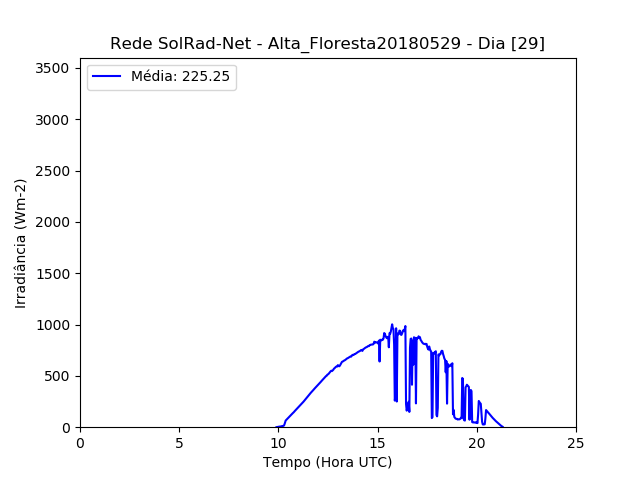 Rede SolRad-Net - Alta_Floresta20180529 - Dia [29]
Média: 225.25
3500
3000
2500
2000
1500
1000
500
0
Irradiância (Wm-2)
0 5 10 15 20 25
Tempo (Hora UTC)